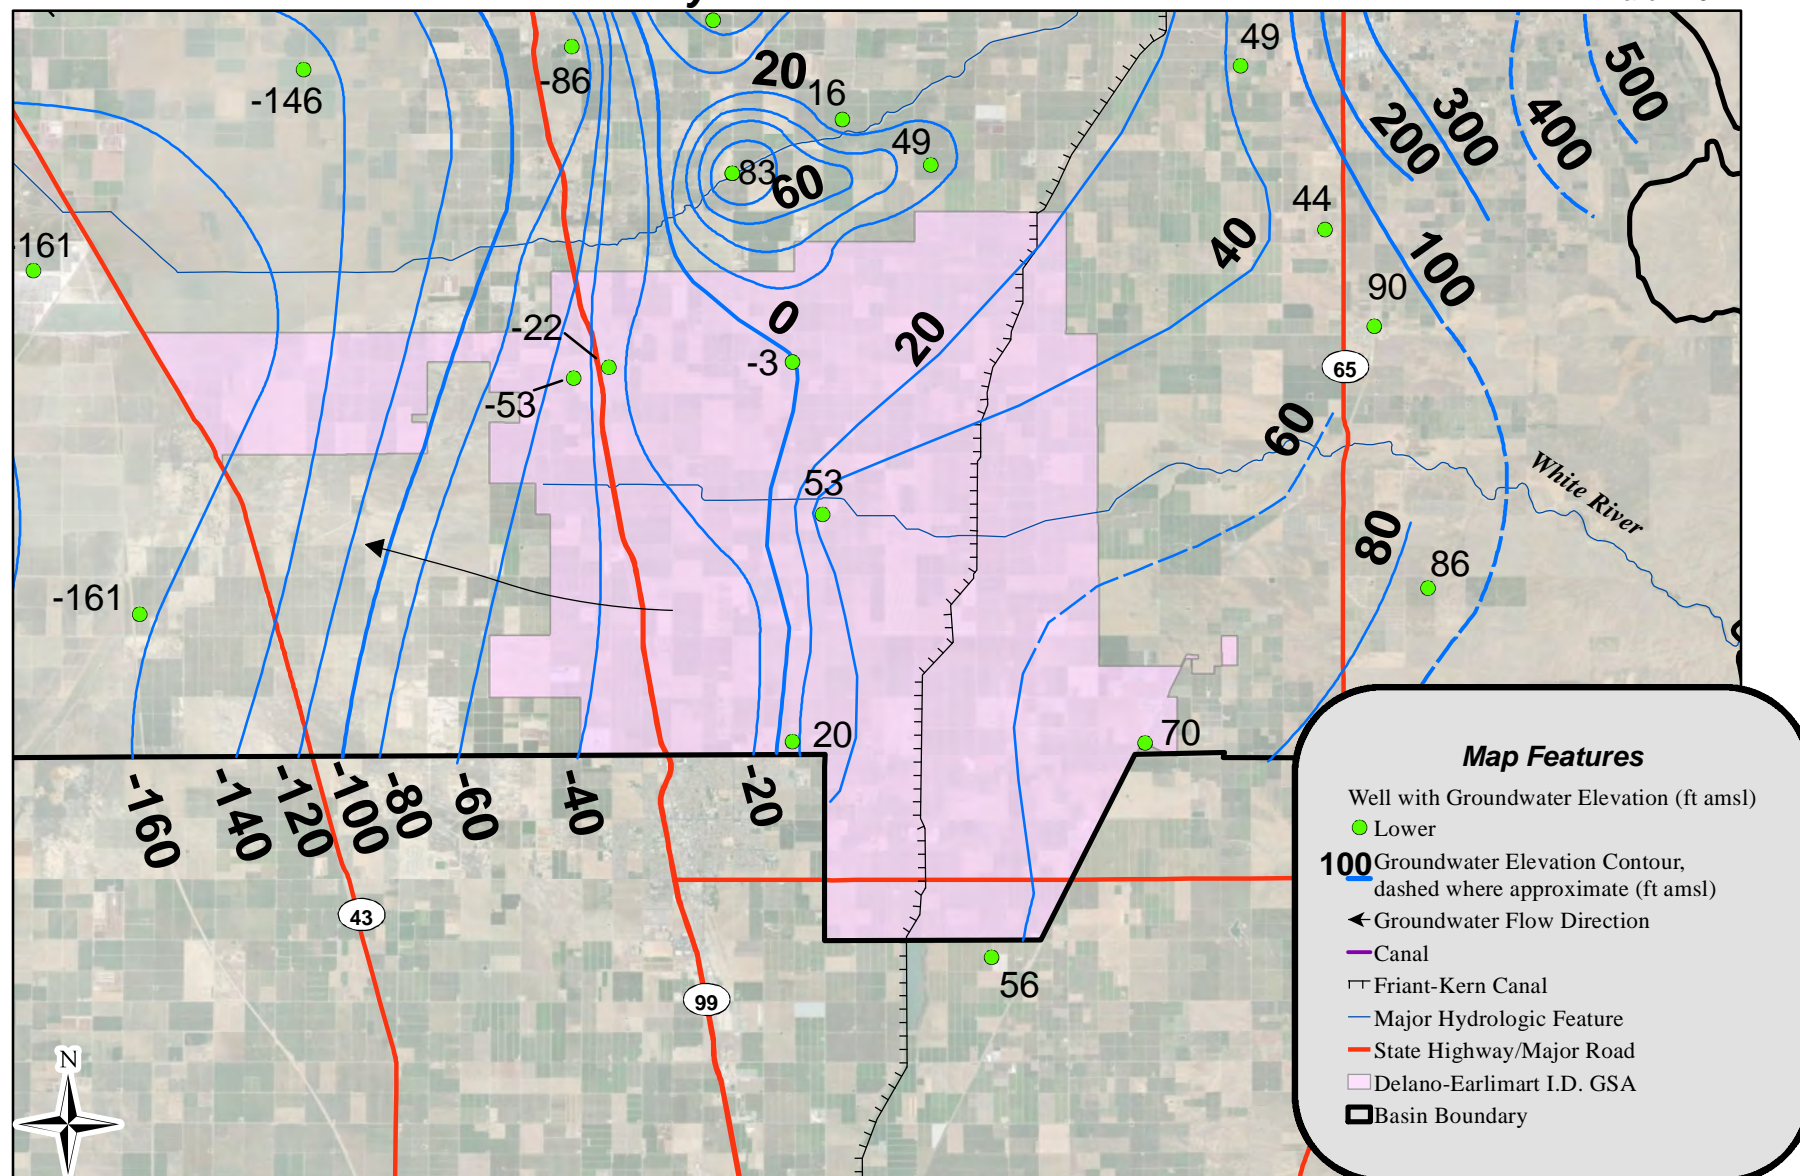 49
-86
20
16
-146
500
200
300
400
49
83
60
44
40
-161
100
90
-22
0
20
-3
65
-53
60
53
White River
80
86
-161
20
70
-160
-140
-120
-100
-80
-60
-40
-20
43
99
56
N
Map Features
Well with Groundwater Elevation (ft amsl)
Lower
100 Groundwater Elevation Contour,
dashed where approximate (ft amsl)
Groundwater Flow Direction
Canal
Friant-Kern Canal
Major Hydrologic Feature
State Highway/Major Road
Delano-Earlimart I.D. GSA
Basin Boundary